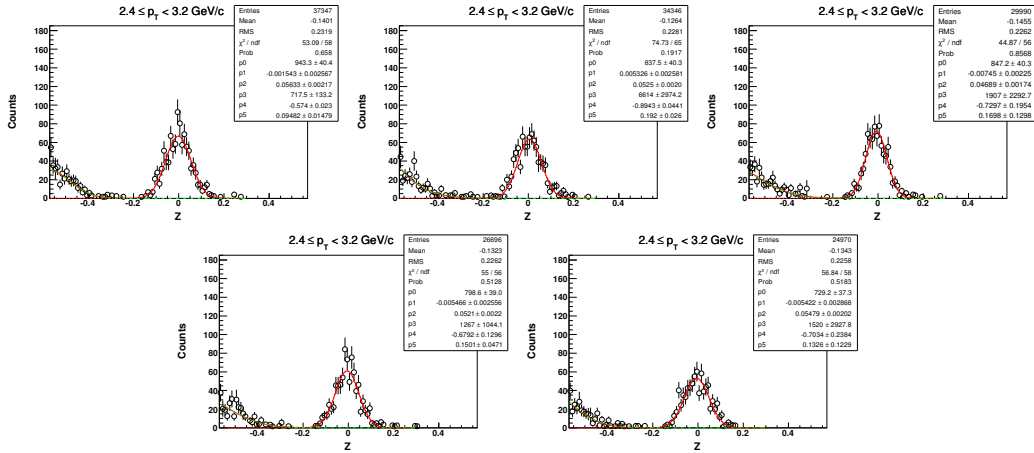 2.4 ≤ p_T < 3.2 GeV/c
Entries 37347
Mean -0.1401
RMS 0.2319
χ² / ndf 53.09 / 58
Prob 0.658
p0 943.3 ± 40.4
p1 -0.001543 ± 0.002567
p2 0.05633 ± 0.00217
p3 717.5 ± 133.2
p4 -0.574 ± 0.023
p5 0.09482 ± 0.01479
Counts
180
160
140
120
100
80
60
40
20
0
-0.4 -0.2 0 0.2 0.4
Z
2.4 ≤ p_T < 3.2 GeV/c
Entries 34346
Mean -0.1264
RMS 0.2281
χ² / ndf 74.73 / 65
Prob 0.1917
p0 837.5 ± 40.3
p1 0.005326 ± 0.002581
p2 0.0525 ± 0.0020
p3 6614 ± 2974.2
p4 -0.8943 ± 0.0441
p5 0.192 ± 0.026
Counts
180
160
140
120
100
80
60
40
20
0
-0.4 -0.2 0 0.2 0.4
Z
2.4 ≤ p_T < 3.2 GeV/c
Entries 29990
Mean -0.1455
RMS 0.2262
χ² / ndf 44.87 / 56
Prob 0.8568
p0 847.2 ± 40.3
p1 -0.00745 ± 0.00225
p2 0.04689 ± 0.00174
p3 1907 ± 2292.7
p4 -0.7297 ± 0.1954
p5 0.1698 ± 0.1298
Counts
180
160
140
120
100
80
60
40
20
0
-0.4 -0.2 0 0.2 0.4
Z
2.4 ≤ p_T < 3.2 GeV/c
Entries 26696
Mean -0.1323
RMS 0.2262
χ² / ndf 55 / 56
Prob 0.5128
p0 798.6 ± 39.0
p1 -0.005466 ± 0.002556
p2 0.0521 ± 0.0022
p3 1267 ± 1044.1
p4 -0.6792 ± 0.1296
p5 0.1501 ± 0.0471
Counts
180
160
140
120
100
80
60
40
20
0
-0.4 -0.2 0 0.2 0.4
Z
2.4 ≤ p_T < 3.2 GeV/c
Entries 24970
Mean -0.1343
RMS 0.2258
χ² / ndf 56.84 / 58
Prob 0.5183
p0 729.2 ± 37.3
p1 -0.005422 ± 0.002868
p2 0.05479 ± 0.00202
p3 1520 ± 2927.8
p4 -0.7034 ± 0.2384
p5 0.1326 ± 0.1229
Counts
180
160
140
120
100
80
60
40
20
0
-0.4 -0.2 0 0.2 0.4
Z